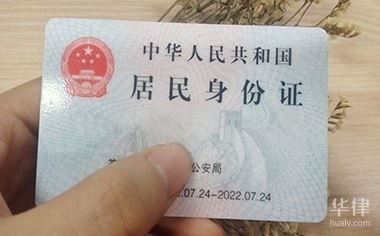 中华人民共和国
居民身份证
公安局
.07.24-2022.07.24
华律
hualv.com